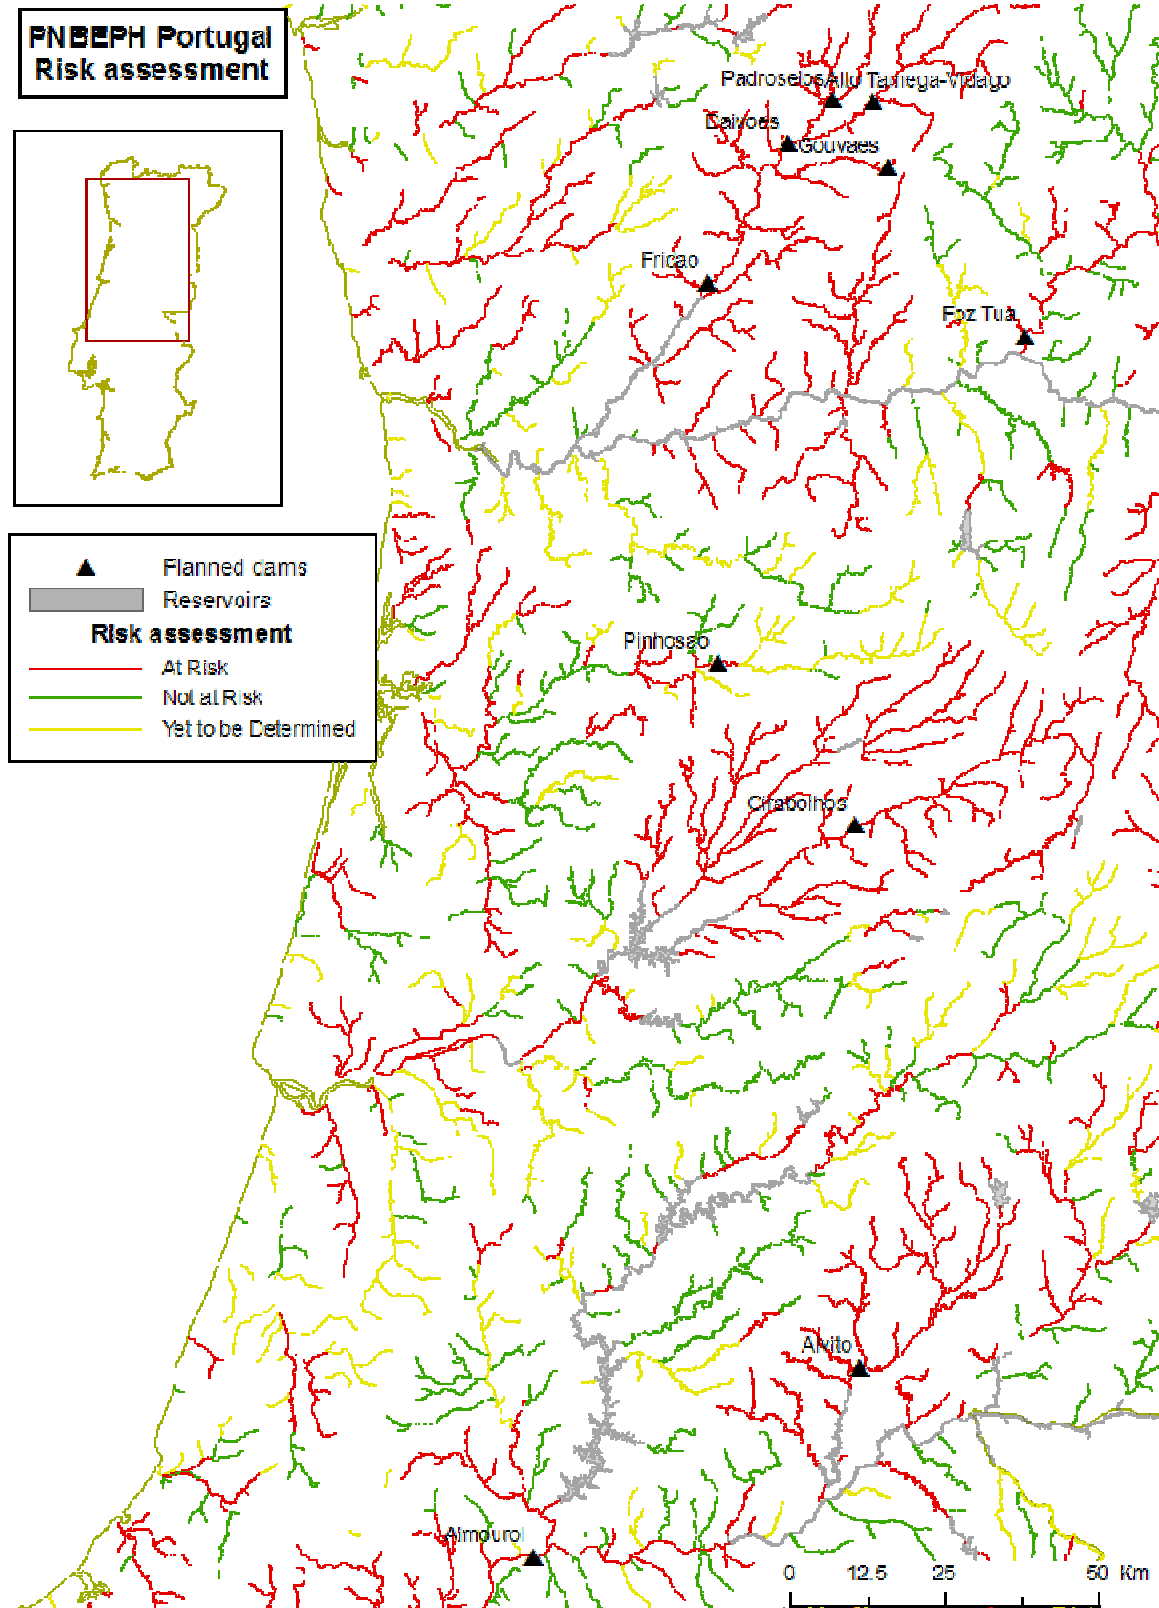 PNBEPH Portugal
Risk assessment
Padroselos Alto Tamega-Vidago
Daivoes
Gouvaes
Fridao
Foz Tua
Planned dams
Reservoirs
Risk assessment
At Risk
Not at Risk
Yet to be Determined
Pinhosao
Girabolhos
Alvito
Almourol
0 12.5 25 50 Km